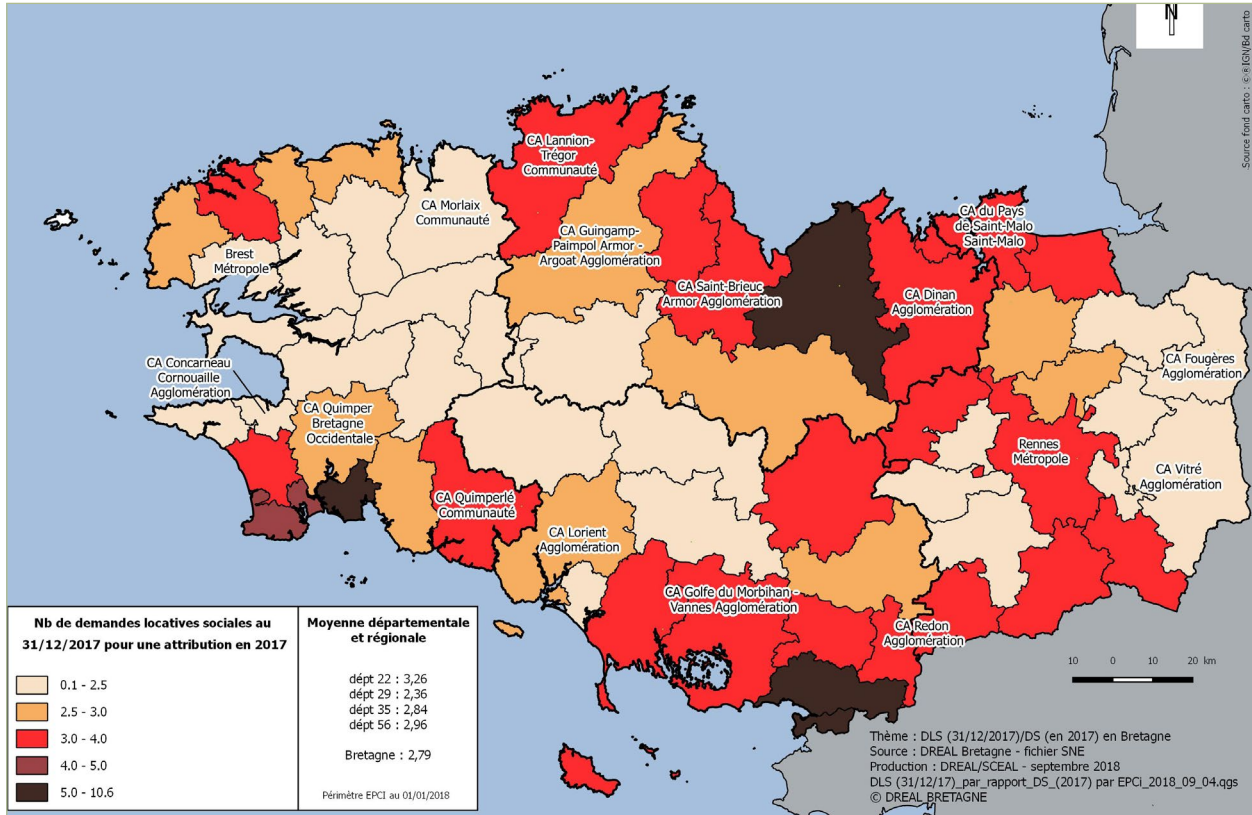 N
Source fond carto : © R IGN/Bd carto
CA Lannion-
Trégor
Communauté
CA Morlaix
Communauté
CA Guingamp-
Paimpol Armor -
Argoat Agglomération
CA du Pays
de Saint-Malo
Saint-Malo
Brest
Métropole
CA Saint-Brieuc
Armor Agglomération
CA Dinan
Agglomération
CA Fougères
Agglomération
CA Concarneau
Cornouaille
Agglomération
CA Quimper
Bretagne
Occidentale
Rennes
Métropole
CA Vitré
Agglomération
CA Quimperlé
Communauté
CA Lorient
Agglomération
CA Golfe du Morbihan -
Vannes Agglomération
CA Redon
Agglomération
Nb de demandes locatives sociales au
31/12/2017 pour une attribution en 2017
0.1 - 2.5
2.5 - 3.0
3.0 - 4.0
4.0 - 5.0
5.0 - 10.6
Moyenne départementale
et régionale
dépt 22 : 3,26
dépt 29 : 2,36
dépt 35 : 2,84
dépt 56 : 2,96
Bretagne : 2,79
Périmètre EPCI au 01/01/2018
10 0 10 20 km
Thème : DLS (31/12/2017)/DS (en 2017) en Bretagne
Source : DREAL Bretagne - fichier SNE
Production : DREAL/SCEAL - septembre 2018
DLS (31/12/17)_par_rapport_DS_(2017) par EPCi_2018_09_04.qgs
© DREAL BRETAGNE